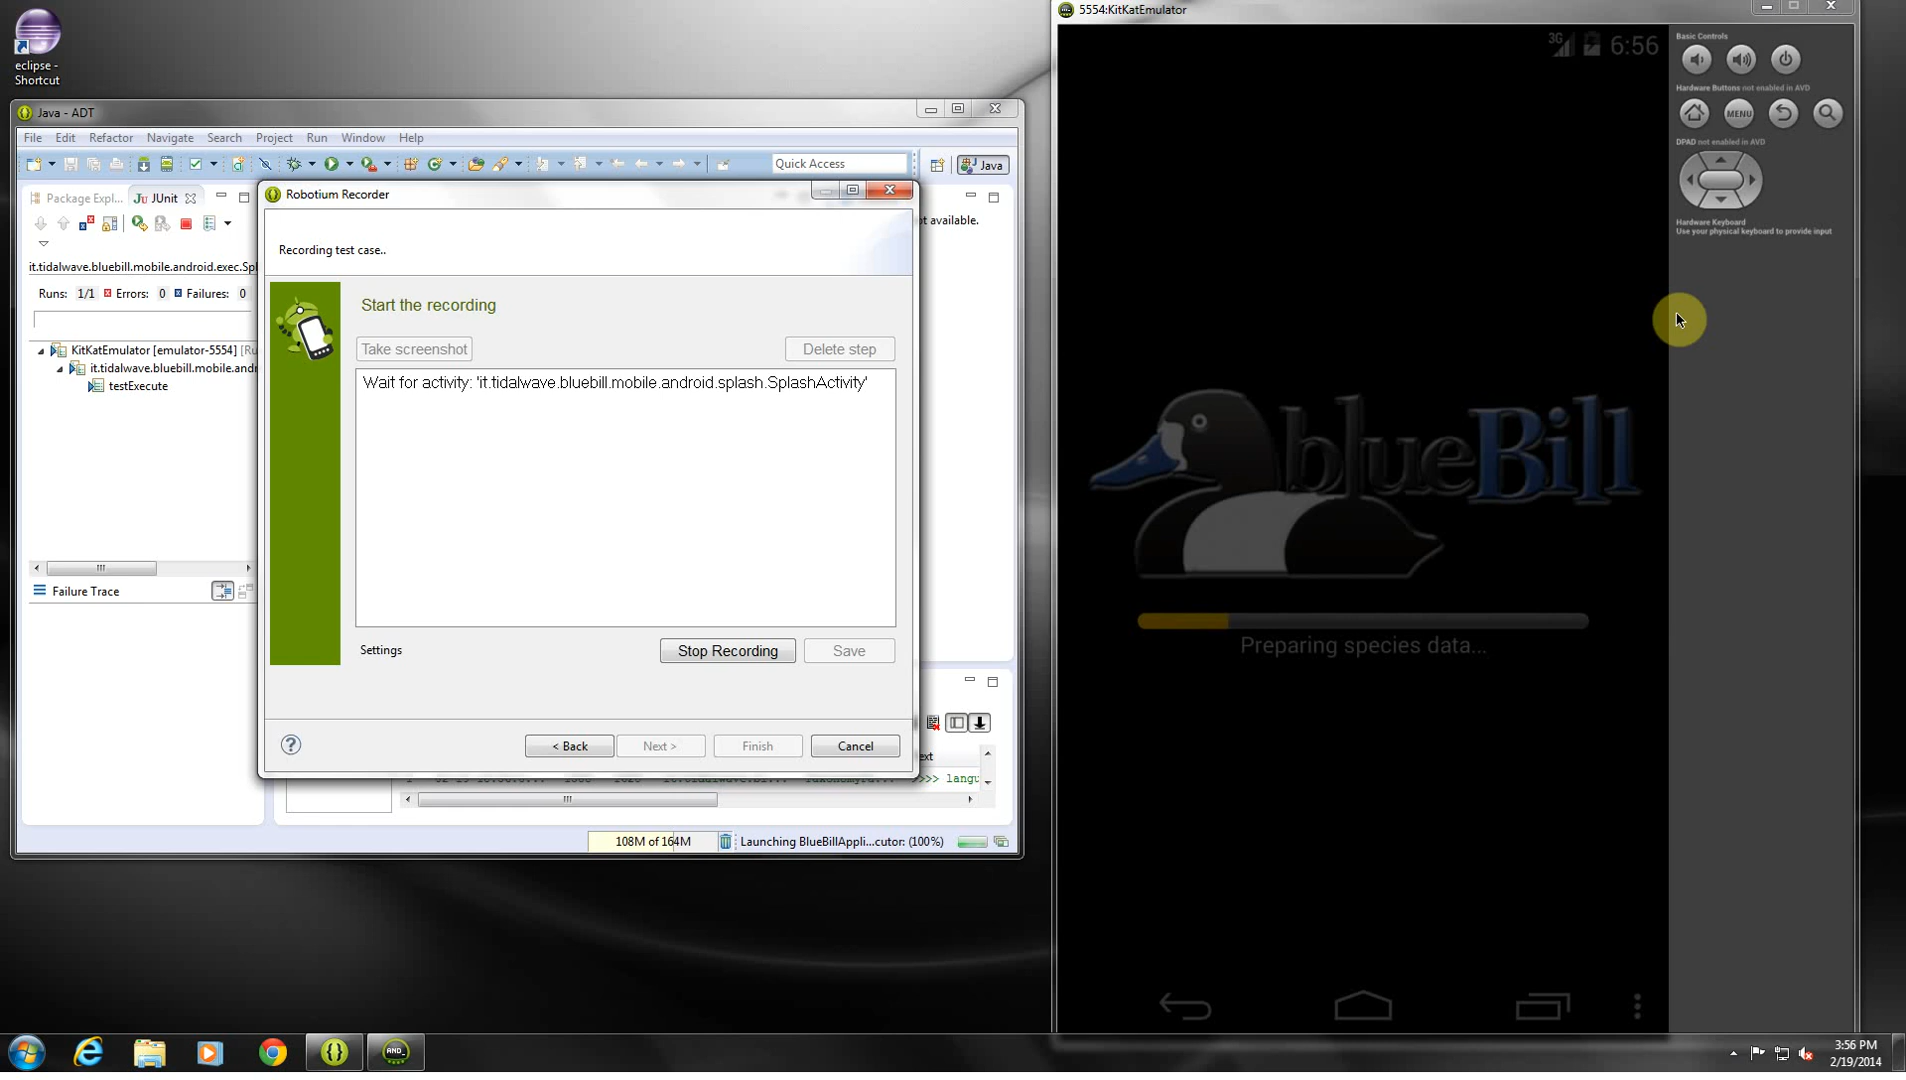 eclipse -
Shortcut
Java - ADT
File Edit Refactor Navigate Search Project Run Window Help
Quick Access
Java
Package Expl...
JUnit
ot available.
it.tidalwave.bluebill.mobile.android.exec.Spl
Runs: 1/1 Errors: 0 Failures: 0
KitKatEmulator [emulator-5554] [Ru
it.tidalwave.bluebill.mobile.andr
testExecute
Failure Trace
Robotium Recorder
Recording test case..
Start the recording
Take screenshot
Delete step
Wait for activity: 'it.tidalwave.bluebill.mobile.android.splash.SplashActivity'
Settings
Stop Recording
Save
< Back
Next >
Finish
Cancel
ext
>>>> langu
108M of 164M
Launching BlueBillAppli...cutor: (100%)
5554:KitKatEmulator
3G
6:56
blueBill
Preparing species data...
Basic Controls
Hardware Buttons not enabled in AVD
MENU
DPAD not enabled in AVD
Hardware Keyboard
Use your physical keyboard to provide input
AND_
3:56 PM
2/19/2014